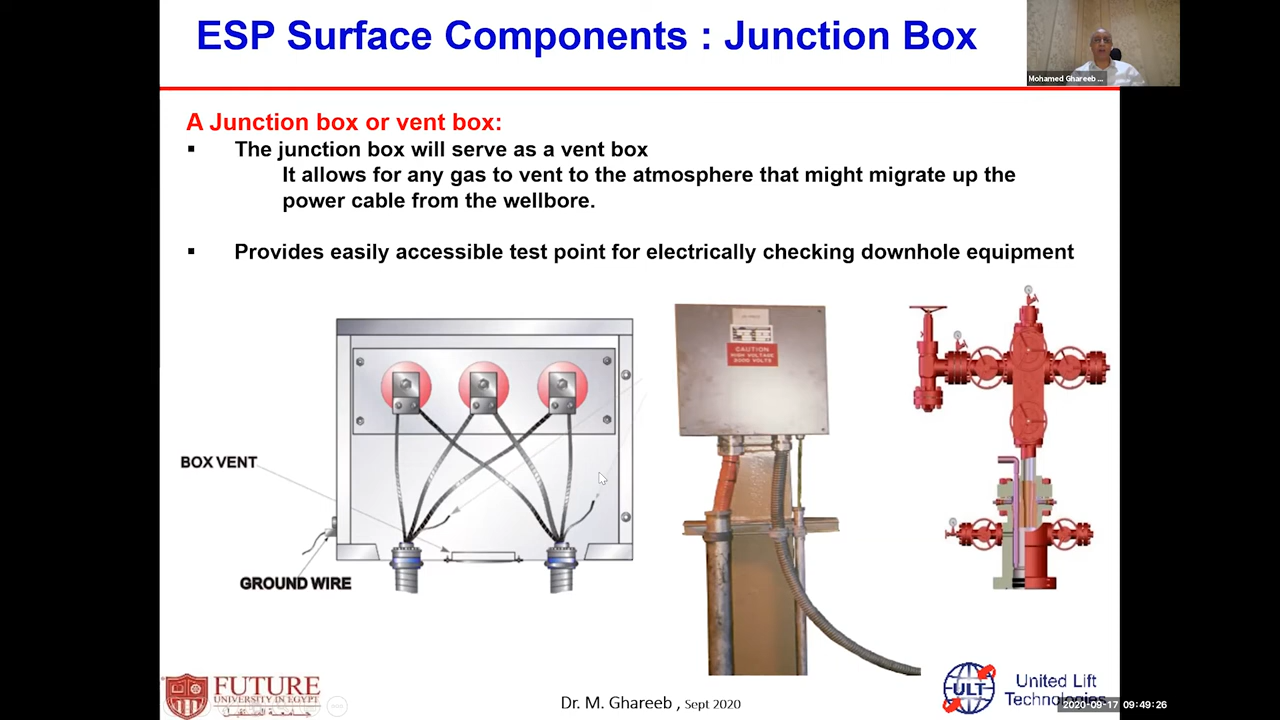 ESP Surface Components : Junction Box
Mohamed Ghareeb ...
A Junction box or vent box:
▪ The junction box will serve as a vent box
It allows for any gas to vent to the atmosphere that might migrate up the
power cable from the wellbore.
▪ Provides easily accessible test point for electrically checking downhole equipment
CAUTION
HIGH VOLTAGE
BOX VENT
GROUND WIRE
FUTURE
UNIVERSITY IN EGYPT
Dr. M. Ghareeb , Sept 2020
ULT
United Lift
Technologies
2020-09-17 09:49:26